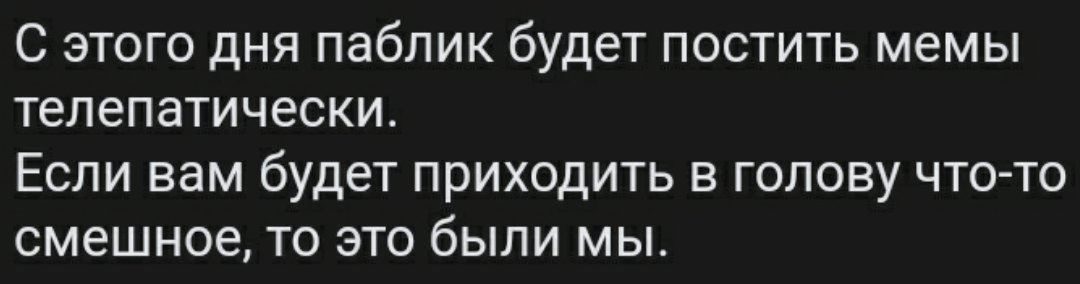 С этого дня паблик будет постить мемы
телепатически.
Если вам будет приходить в голову что-то
смешное, то это были мы.